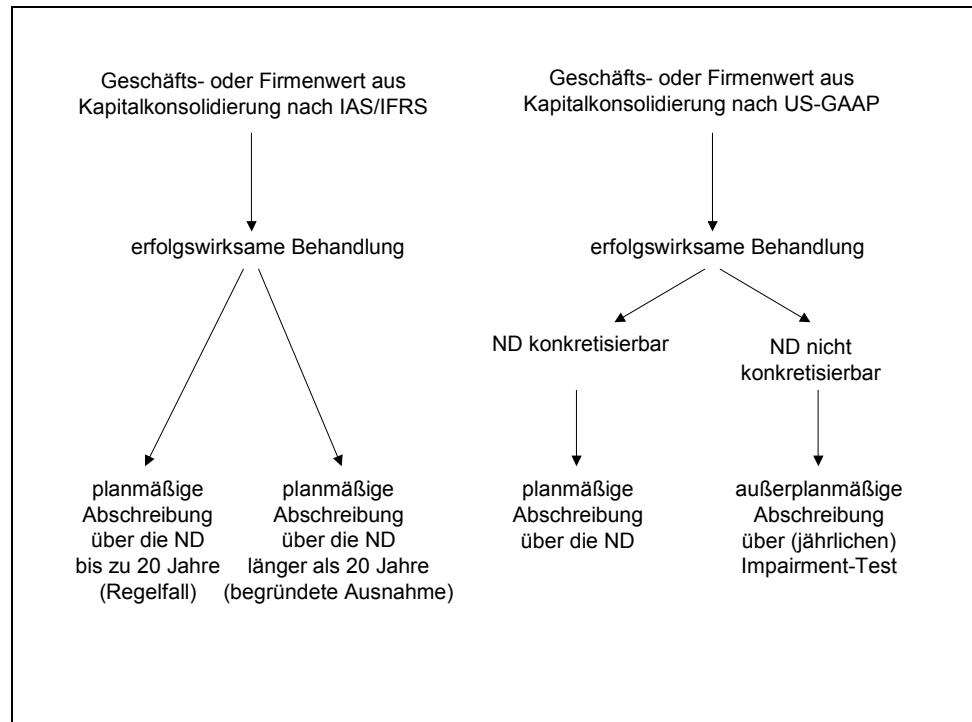 Geschäfts- oder Firmenwert aus
Kapitalkonsolidierung nach IAS/IFRS
erfolgswirksame Behandlung
planmäßige
Abschreibung
über die ND
bis zu 20 Jahre
(Regelfall)
planmäßige
Abschreibung
über die ND
länger als 20 Jahre
(begründete Ausnahme)
Geschäfts- oder Firmenwert aus
Kapitalkonsolidierung nach US-GAAP
erfolgswirksame Behandlung
ND konkretisierbar
ND nicht
konkretisierbar
planmäßige
Abschreibung
über die ND
außerplanmäßige
Abschreibung
über (jährlichen)
Impairment-Test